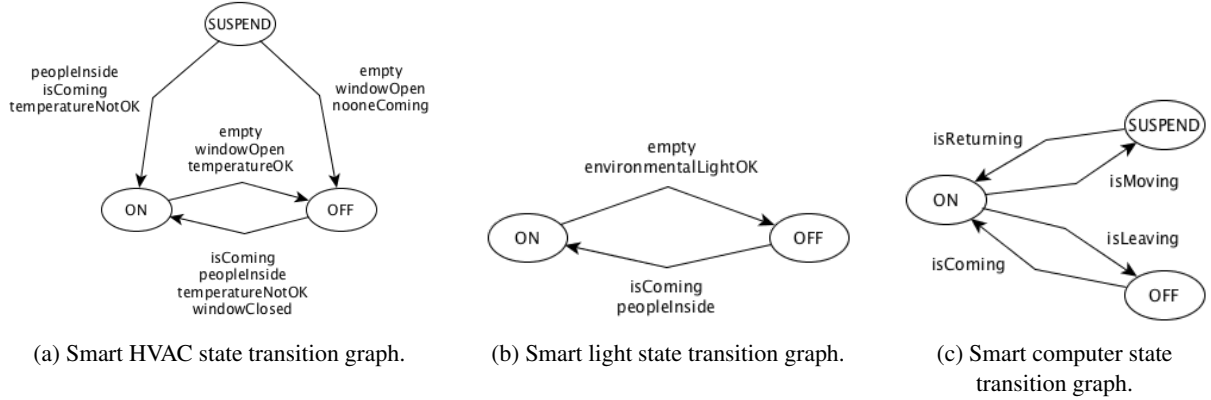 SUSPEND
peopleInside
isComing
temperatureNotOK
empty
windowOpen
nooneComing
empty
windowOpen
temperatureOK
ON
OFF
isComing
peopleInside
temperatureNotOK
windowClosed
(a) Smart HVAC state transition graph.
empty
environmentalLightOK
ON
OFF
isComing
peopleInside
(b) Smart light state transition graph.
SUSPEND
isReturning
isMoving
ON
isLeaving
isComing
OFF
(c) Smart computer state
transition graph.